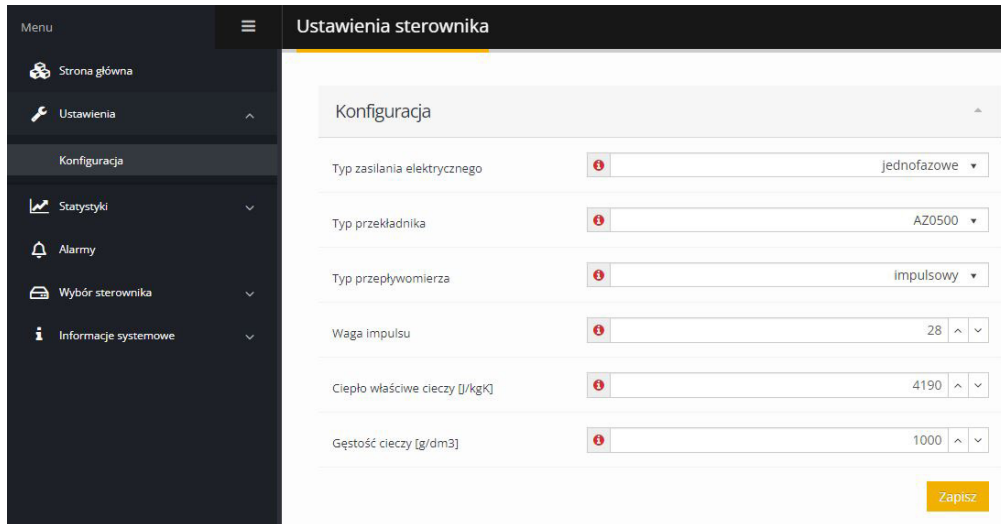 Menu
Ustawienia sterownika
Strona główna
Ustawienia
Konfiguracja
Statystyki
Alarmy
Wybór sterownika
Informacje systemowe
Konfiguracja
Typ zasilania elektrycznego jednofazowe
Typ przekładnika AZ0500
Typ przepływomierza impulsowy
Waga impulsu 28
Ciepło właściwe cieczy [J/kgK] 4190
Gęstość cieczy [g/dm3] 1000
Zapisz